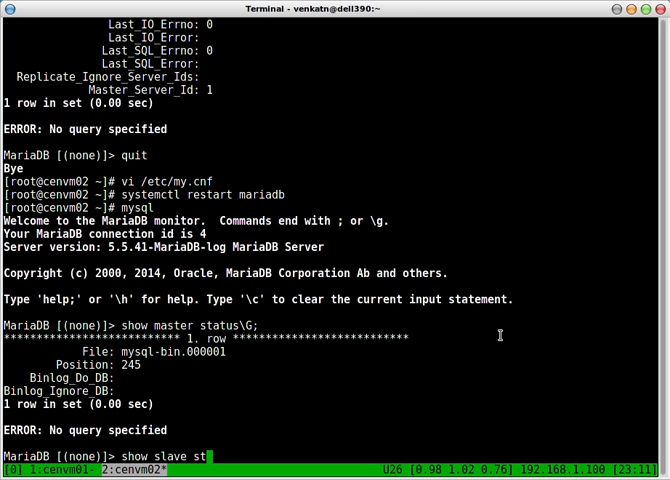 Terminal - venkatn@dell390:~
Last_IO_Errno: 0
Last_IO_Error:
Last_SQL_Errno: 0
Last_SQL_Error:
Replicate_Ignore_Server_Ids:
Master_Server_Id: 1
1 row in set (0.00 sec)
ERROR: No query specified
MariaDB [(none)]> quit
Bye
[root@cenvm02 ~]# vi /etc/my.cnf
[root@cenvm02 ~]# systemctl restart mariadb
[root@cenvm02 ~]# mysql
Welcome to the MariaDB monitor.  Commands end with ; or \g.
Your MariaDB connection id is 4
Server version: 5.5.41-MariaDB-log MariaDB Server
Copyright (c) 2000, 2014, Oracle, MariaDB Corporation Ab and others.
Type 'help;' or '\h' for help. Type '\c' to clear the current input statement.
MariaDB [(none)]> show master status\G;
*************************** 1. row ***************************
File: mysql-bin.000001
Position: 245
Binlog_Do_DB:
Binlog_Ignore_DB:
1 row in set (0.00 sec)
ERROR: No query specified
MariaDB [(none)]> show slave st
[0] 1:cenvm01- 2:cenvm02* U26 [0.98 1.02 0.76] 192.168.1.100 [23:11]